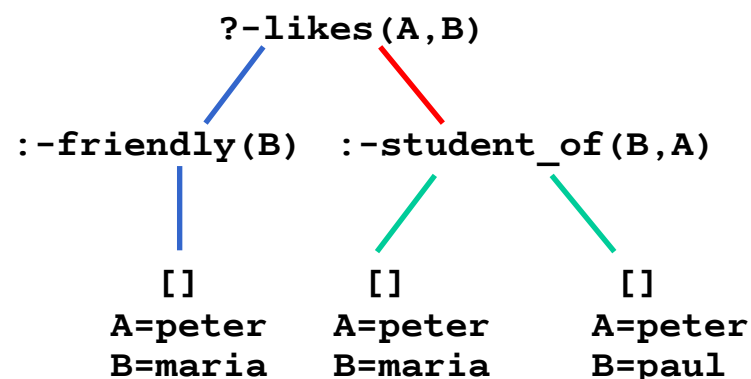 ?-likes(A,B)
:-friendly(B) :-student_of(B,A)
[] [] []
A=peter A=peter A=peter
B=maria B=maria B=paul